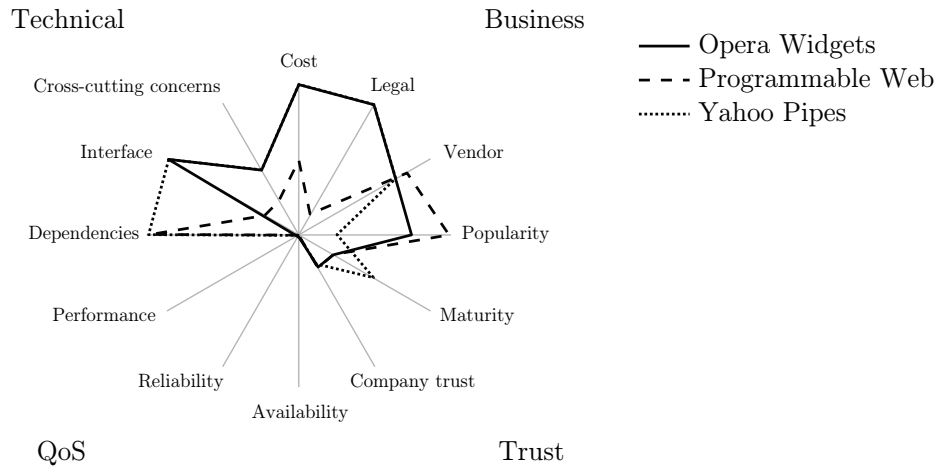 Technical
Business
Opera Widgets
Programmable Web
Yahoo Pipes
Cost
Cross-cutting concerns
Legal
Interface
Vendor
Dependencies
Popularity
Performance
Maturity
Reliability
Company trust
Availability
QoS
Trust